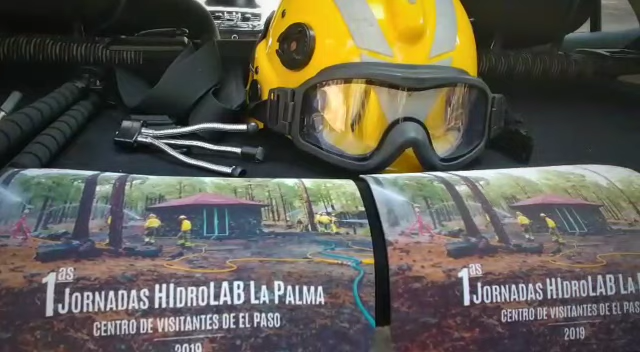 1as JORNADAS HIDROLAB LA PALMA
CENTRO DE VISITANTES DE EL PASO
2019
1as JORNADAS HIDROLAB LA
CENTRO DE VISITANTES DE EL PASO
2019